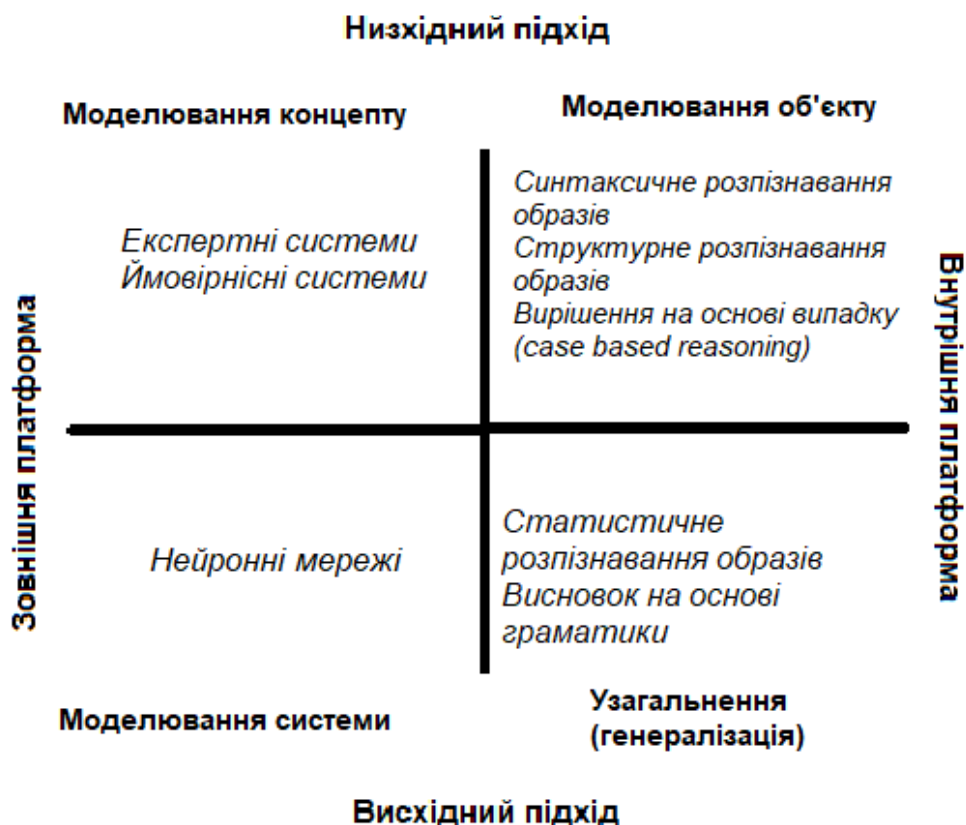 Низхідний підхід
Моделювання концепту
Моделювання об'єкту
Експертні системи
Ймовірнісні системи
Синтаксичне розпізнавання
образів
Структурне розпізнавання
образів
Вирішення на основі випадку
(case based reasoning)
Зовнішня платформа
Внутрішня платформа
Нейронні мережі
Статистичне
розпізнавання образів
Висновок на основі
граматики
Моделювання системи
Узагальнення
(генералізація)
Висхідний підхід